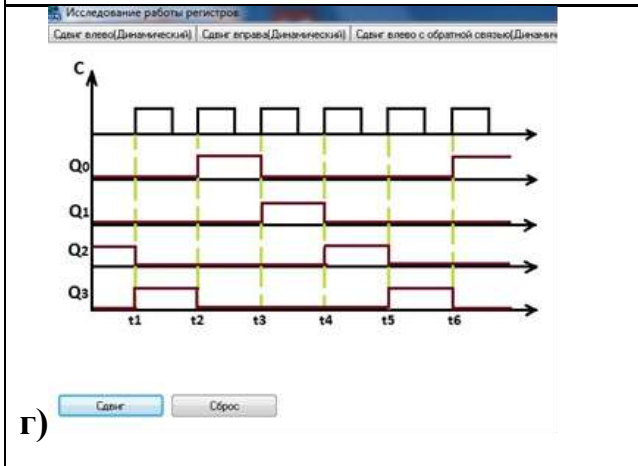 Исследование работы регистров
Сдвиг влево(Динамический) Сдвиг вправа(Динамический) Сдвиг влево с обратной связью(Динамич
C
Q0
Q1
Q2
Q3
t1 t2 t3 t4 t5 t6
Сдвиг Сброс
г)